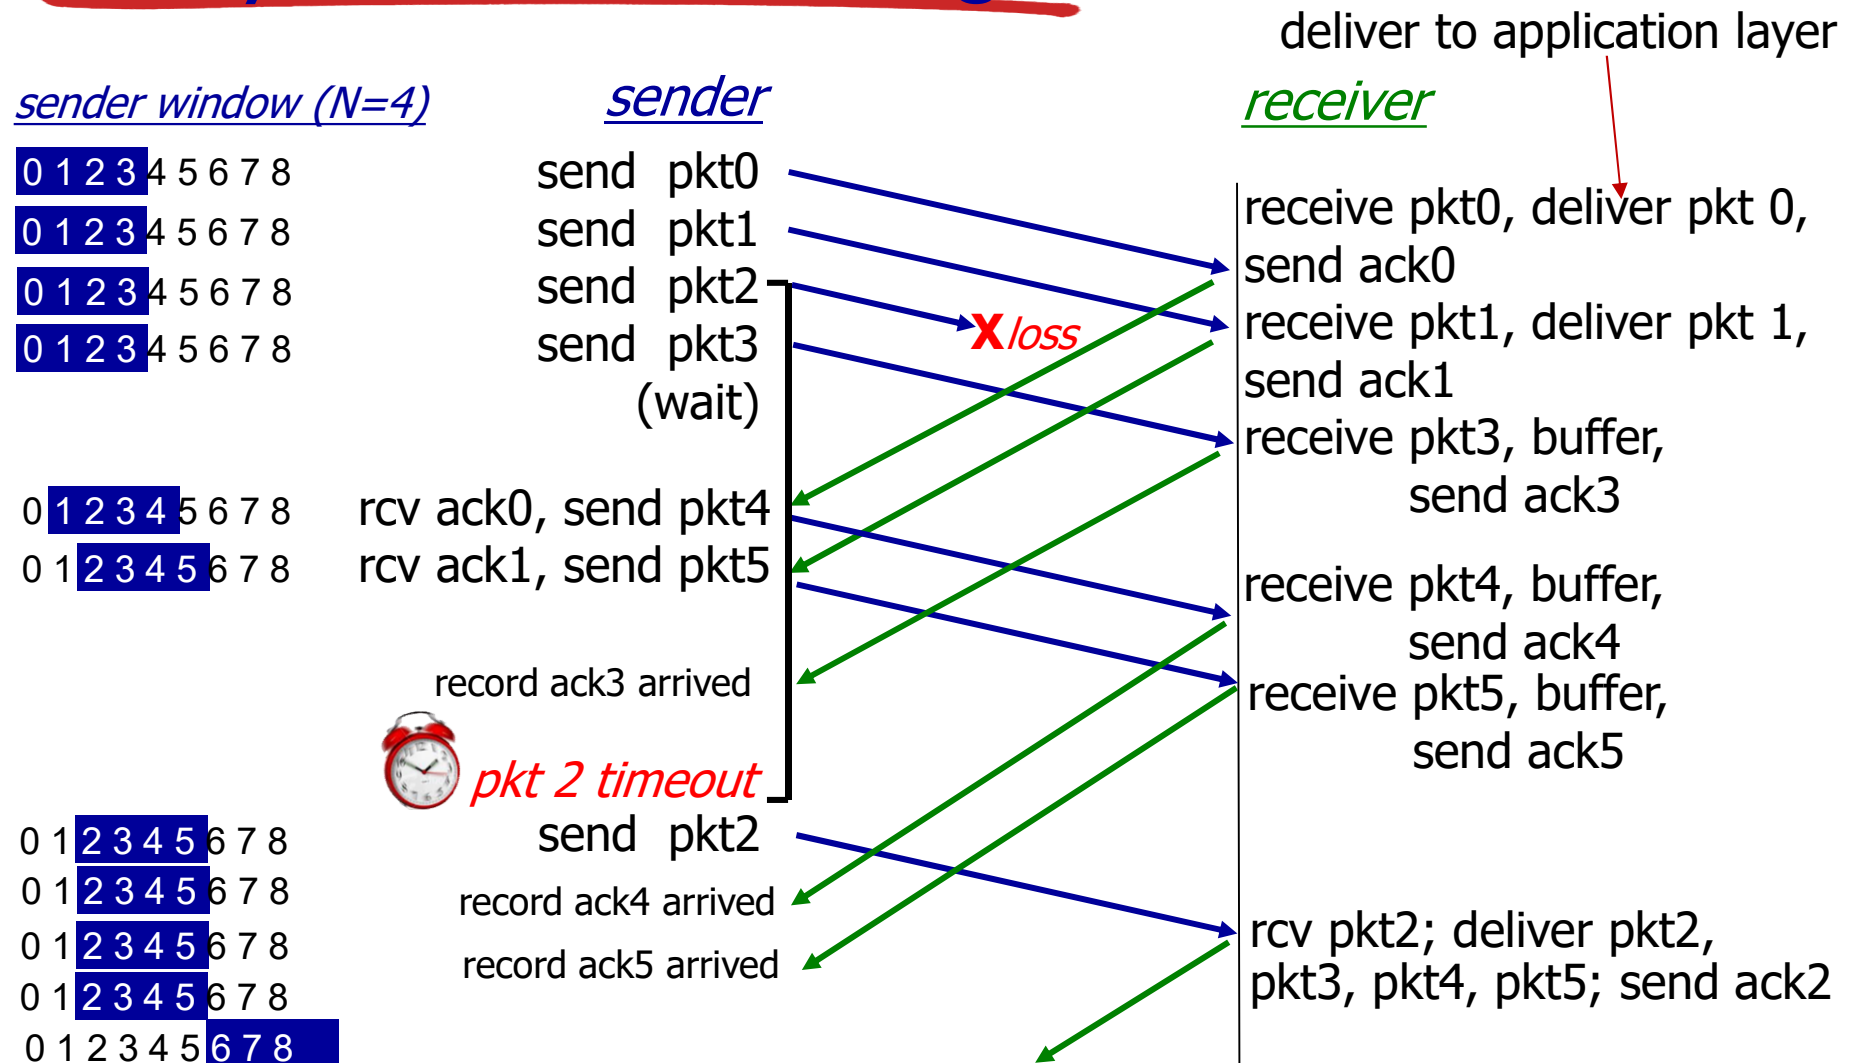 deliver to application layer
sender window (N=4)
sender
receiver
0 1 2 3 4 5 6 7 8
send pkt0
0 1 2 3 4 5 6 7 8
send pkt1
0 1 2 3 4 5 6 7 8
send pkt2
0 1 2 3 4 5 6 7 8
send pkt3
(wait)
X loss
receive pkt0, deliver pkt 0,
send ack0
receive pkt1, deliver pkt 1,
send ack1
receive pkt3, buffer,
send ack3
0 1 2 3 4 5 6 7 8
rcv ack0, send pkt4
0 1 2 3 4 5 6 7 8
rcv ack1, send pkt5
receive pkt4, buffer,
send ack4
receive pkt5, buffer,
send ack5
record ack3 arrived
pkt 2 timeout
0 1 2 3 4 5 6 7 8
send pkt2
0 1 2 3 4 5 6 7 8
record ack4 arrived
0 1 2 3 4 5 6 7 8
record ack5 arrived
0 1 2 3 4 5 6 7 8
0 1 2 3 4 5 6 7 8
rcv pkt2; deliver pkt2,
pkt3, pkt4, pkt5; send ack2